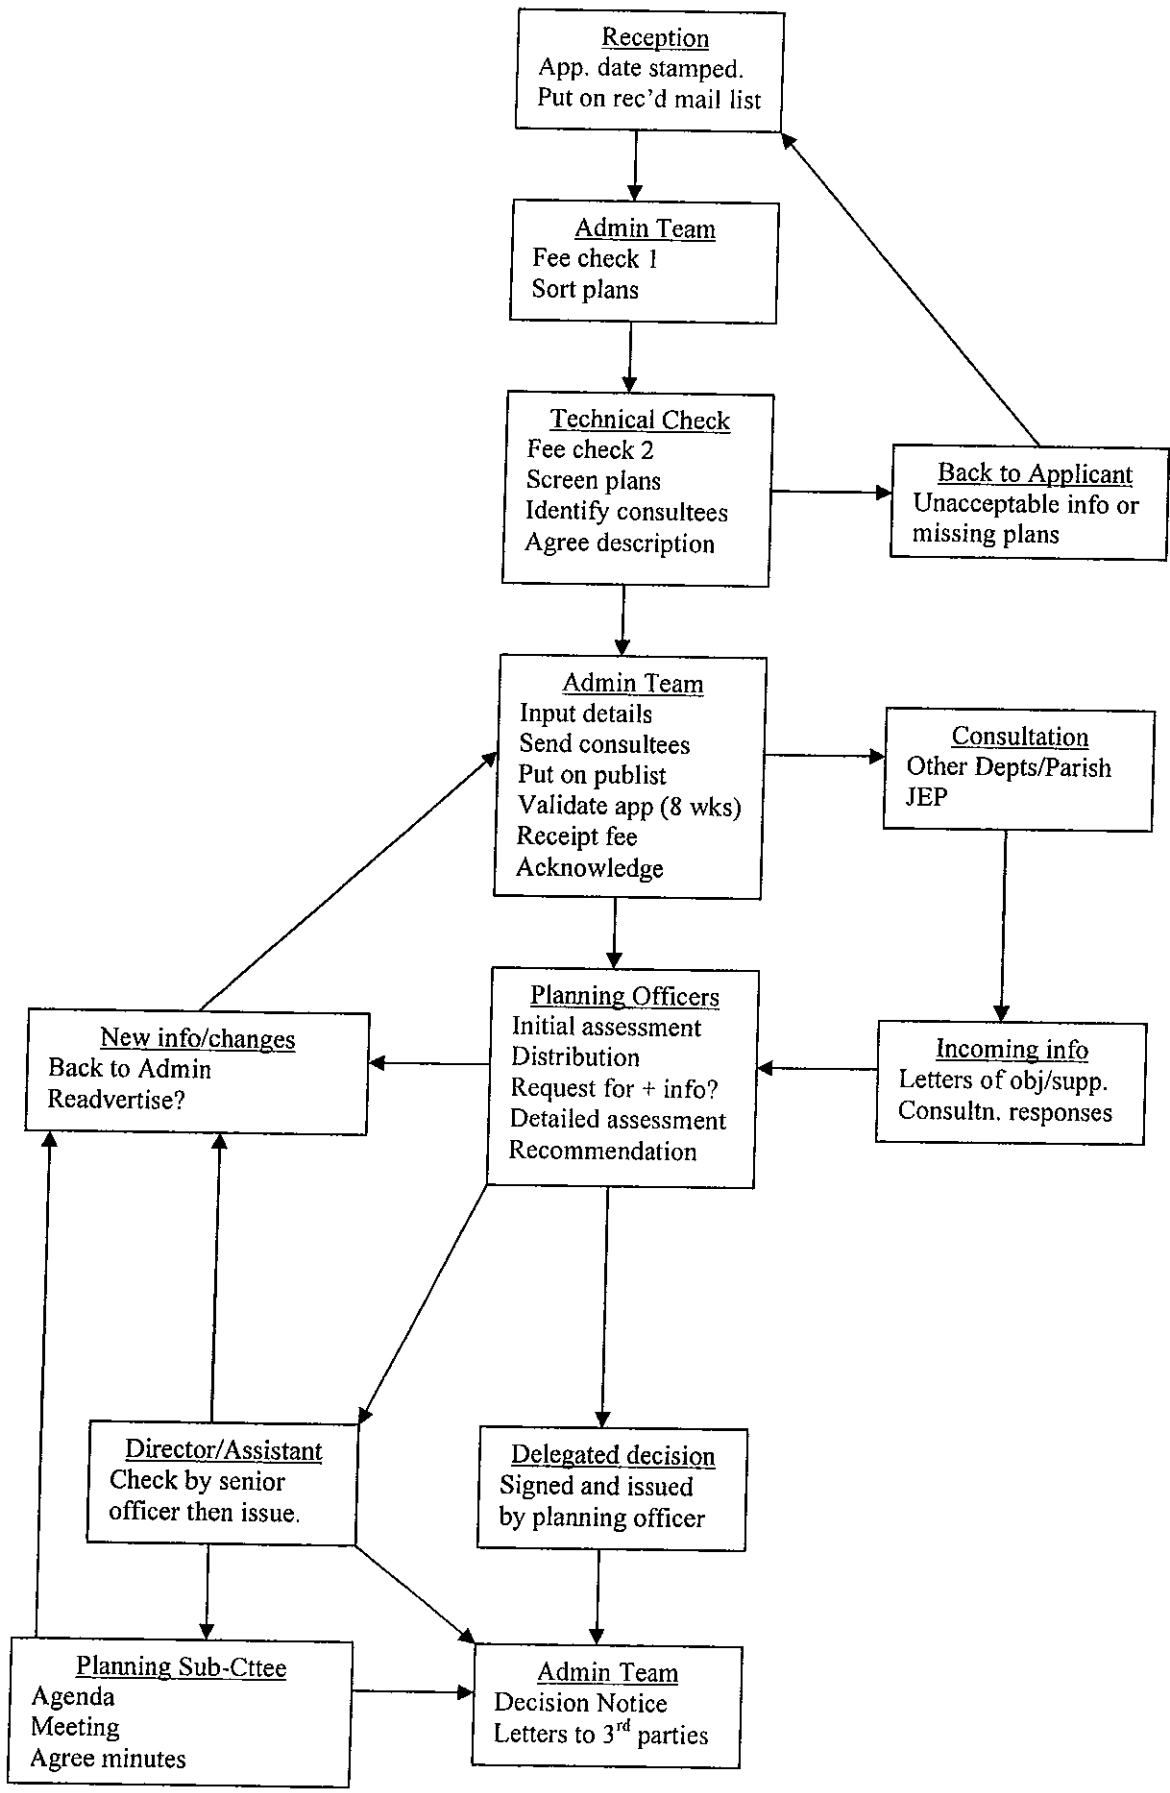 Reception
App. date stamped.
Put on rec'd mail list
Admin Team
Fee check 1
Sort plans
Technical Check
Fee check 2
Screen plans
Identify consultees
Agree description
Back to Applicant
Unacceptable info or
missing plans
Admin Team
Input details
Send consultees
Put on publist
Validate app (8 wks)
Receipt fee
Acknowledge
Consultation
Other Depts/Parish
JEP
Planning Officers
Initial assessment
Distribution
Request for + info?
Detailed assessment
Recommendation
New info/changes
Back to Admin
Readvertise?
Incoming info
Letters of obj/supp.
Consultn. responses
Director/Assistant
Check by senior
officer then issue.
Delegated decision
Signed and issued
by planning officer
Planning Sub-Cttee
Agenda
Meeting
Agree minutes
Admin Team
Decision Notice
Letters to 3rd parties